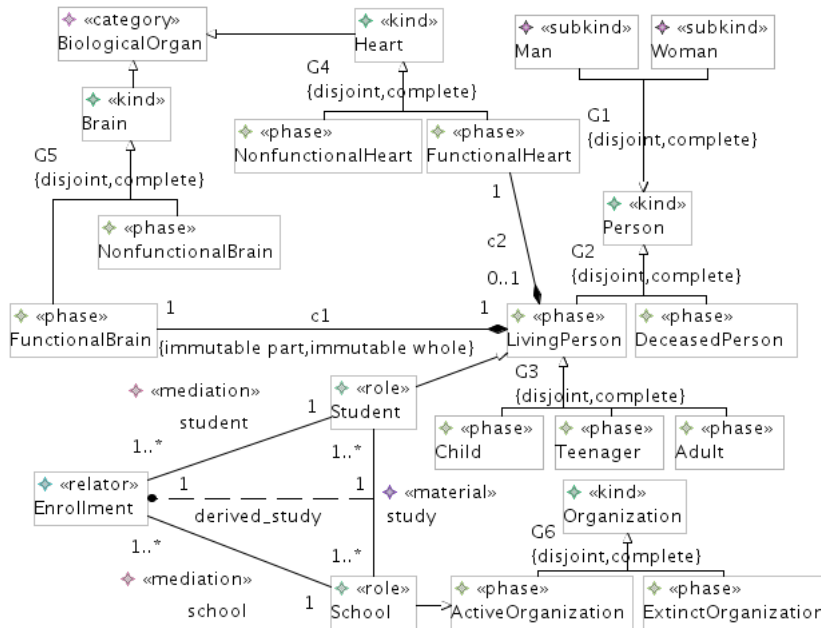 «category»
BiologicalOrgan
«kind»
Heart
«subkind»
Man
«subkind»
Woman
G4
{disjoint,complete}
«kind»
Brain
G1
{disjoint,complete}
G5
{disjoint,complete}
«phase»
NonfunctionalHeart
«phase»
FunctionalHeart
1
«kind»
Person
«phase»
NonfunctionalBrain
c2
G2
{disjoint,complete}
0..1
«phase»
FunctionalBrain
1
c1
1
{immutable part,immutable whole}
«phase»
LivingPerson
«phase»
DeceasedPerson
«mediation»
student
1
«role»
Student
G3
{disjoint,complete}
1..*
1..*
«phase»
Child
«phase»
Teenager
«phase»
Adult
«relator»
Enrollment
1
1
derived_study
«material»
study
«kind»
Organization
1..*
1..*
G6
{disjoint,complete}
«mediation»
school
1
«role»
School
«phase»
ActiveOrganization
«phase»
ExtinctOrganization